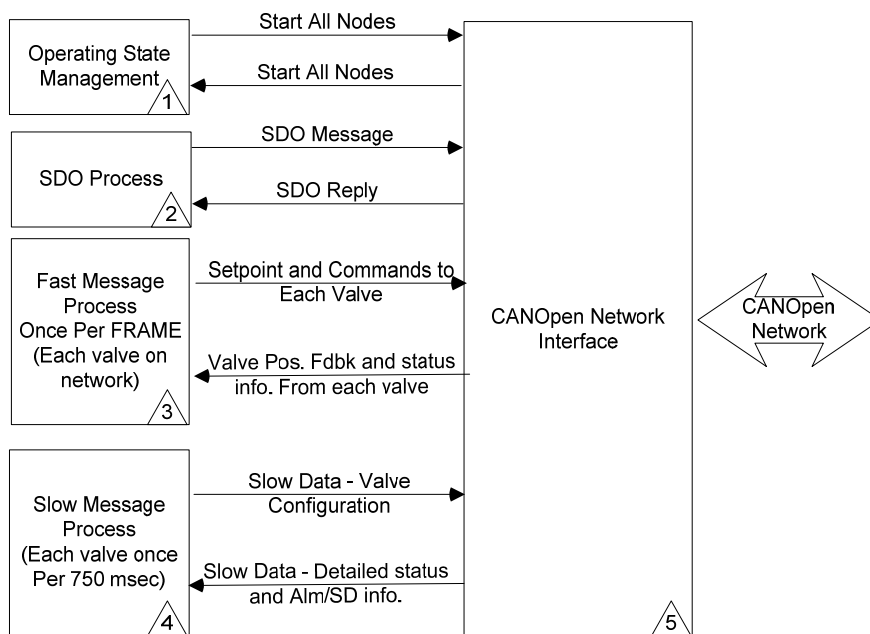 Start All Nodes
Operating State
Management
1
Start All Nodes
SDO Message
SDO Process
2
SDO Reply
Fast Message
Process
Once Per FRAME
(Each valve on
network)
3
Setpoint and Commands to
Each Valve
Valve Pos. Fdbk and status
info. From each valve
Slow Message
Process
(Each valve once
Per 750 msec)
4
Slow Data - Valve
Configuration
Slow Data - Detailed status
and Alm/SD info.
CANOpen Network
Interface
5
CANOpen
Network